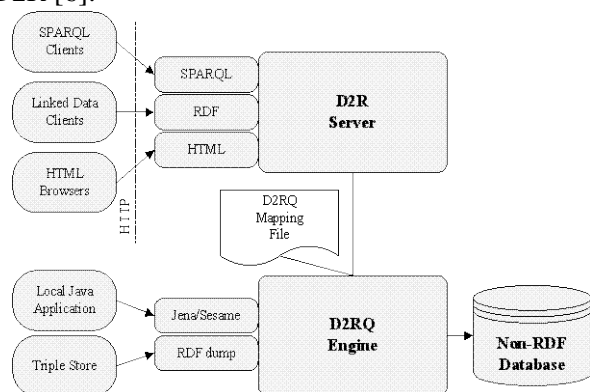 SPARQL
Clients
Linked Data
Clients
HTML
Browsers
HTTP
SPARQL
RDF
HTML
D2R
Server
D2RQ
Mapping
File
Local Java
Application
Triple Store
Jena/Sesame
RDF dump
D2RQ
Engine
Non-RDF
Database